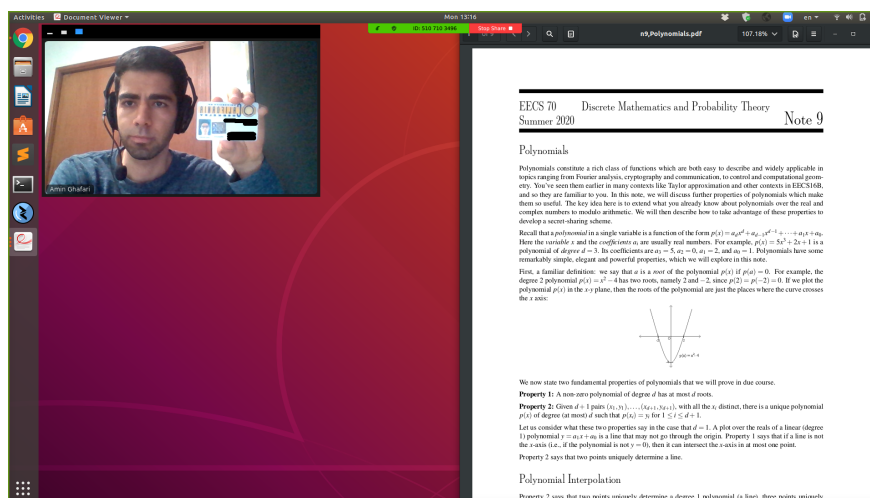 Activities
Document Viewer
Mon 13:16
en
ID: 510 710 3496
Stop Share
n9,Polynomials.pdf
107.18%
Amin Ghafari
EECS 70 Discrete Mathematics and Probability Theory
Summer 2020 Note 9
Polynomials
Polynomials constitute a rich class of functions which are both easy to describe and widely applicable in
topics ranging from Fourier analysis, cryptography and communication, to control and computational geom-
etry. You've seen them earlier in many contexts like Taylor approximation and other contexts in EECS16B,
and so they are familiar to you. In this note, we will discuss further properties of polynomials which make
them so useful. The key idea here is to extend what you already know about polynomials over the real and
complex numbers to modulo arithmetic. We will then describe how to take advantage of these properties to
develop a secret-sharing scheme.
Recall that a polynomial in a single variable is a function of the form p(x) = a_d x^d + a_{d−1} x^{d−1} + ··· + a_1 x + a_0.
Here the variable x and the coefficients a_i are usually real numbers. For example, p(x) = 5x^3 + 2x + 1 is a
polynomial of degree d = 3. Its coefficients are a_3 = 5, a_2 = 0, a_1 = 2, and a_0 = 1. Polynomials have some
remarkably simple, elegant and powerful properties, which we will explore in this note.
First, a familiar definition: we say that a is a root of the polynomial p(x) if p(a) = 0. For example, the
degree 2 polynomial p(x) = x^2 − 4 has two roots, namely 2 and −2, since p(2) = p(−2) = 0. If we plot the
polynomial p(x) in the x-y plane, then the roots of the polynomial are just the places where the curve crosses
the x axis:
We now state two fundamental properties of polynomials that we will prove in due course.
Property 1: A non-zero polynomial of degree d has at most d roots.
Property 2: Given d + 1 pairs (x_1, y_1), . . . , (x_{d+1}, y_{d+1}), with all the x_i distinct, there is a unique polynomial
p(x) of degree (at most) d such that p(x_i) = y_i for 1 ≤ i ≤ d + 1.
Let us consider what these two properties say in the case that d = 1. A plot over the reals of a linear (degree
1) polynomial y = a_1 x + a_0 is a line that may not go through the origin. Property 1 says that if a line is not
the x-axis (i.e., if the polynomial is not y = 0), then it can intersect the x-axis in at most one point.
Property 2 says that two points uniquely determine a line.
Polynomial Interpolation
Property 2 says that two points uniquely determine a degree 1 polynomial (a line), three points uniquely